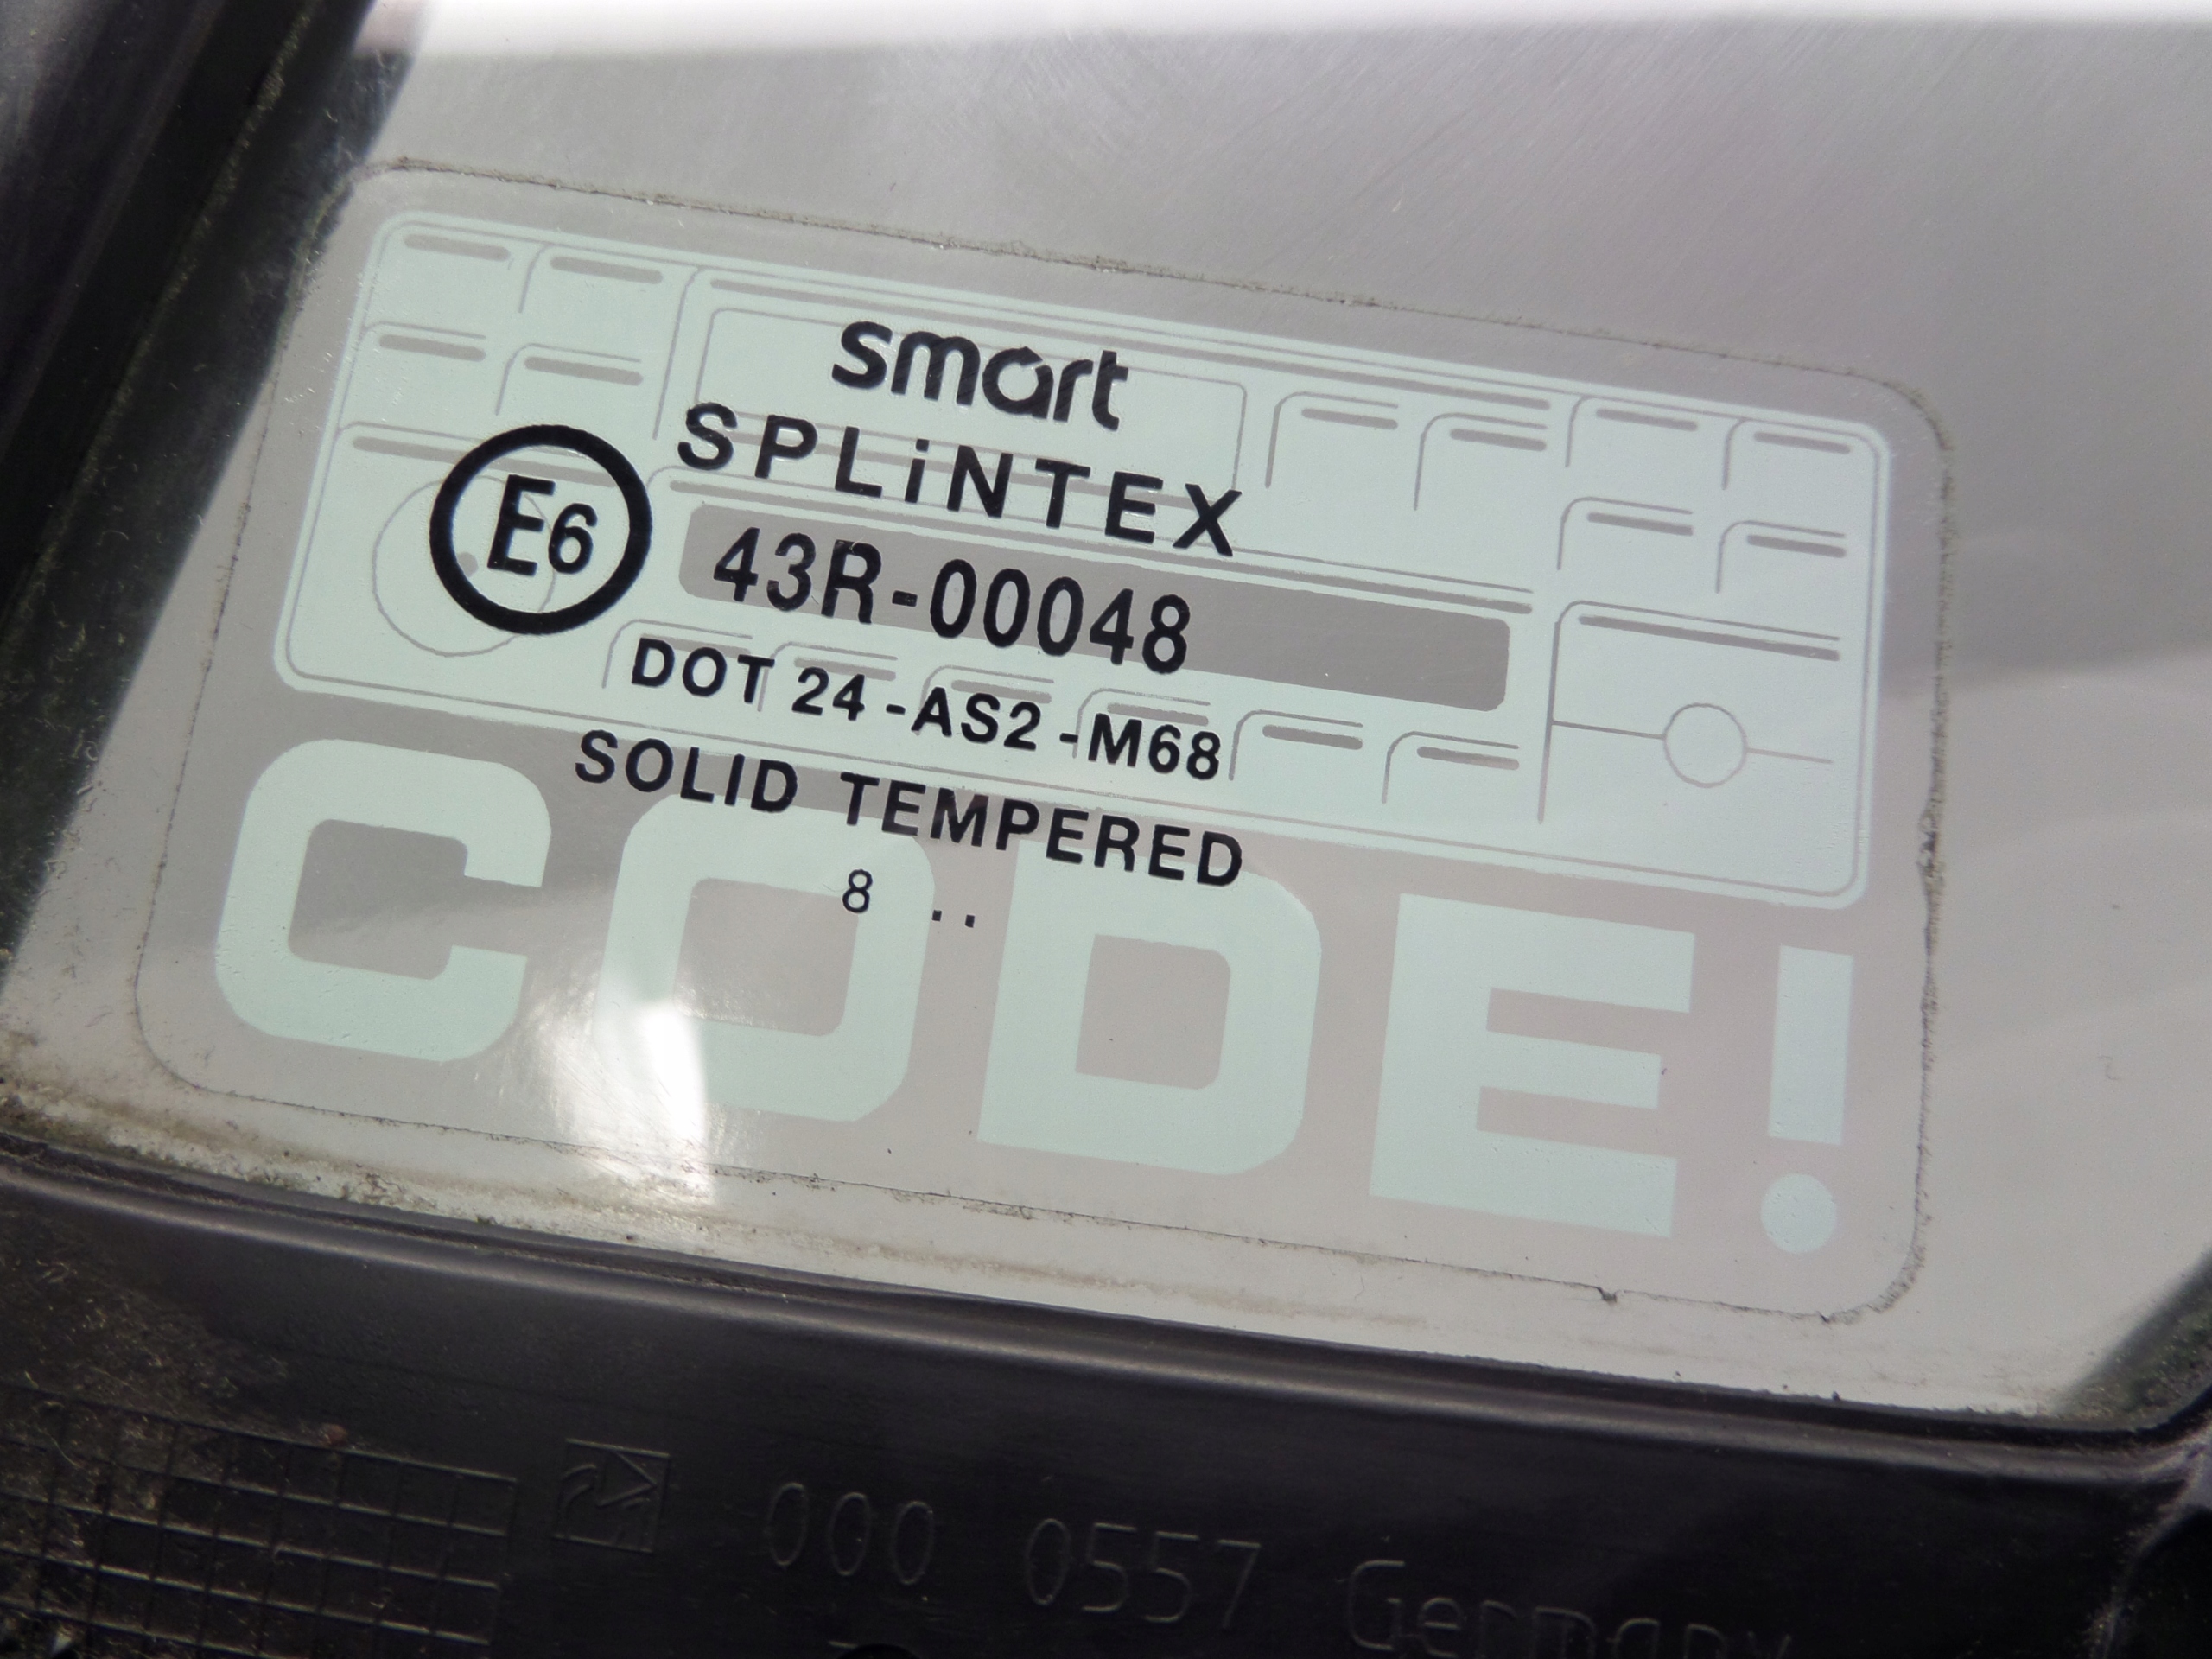 smart
SPLiNTEX
E6
43R-00048
DOT 24-AS2-M68
SOLID TEMPERED
8 ..
CODE!
000 0557 Germany